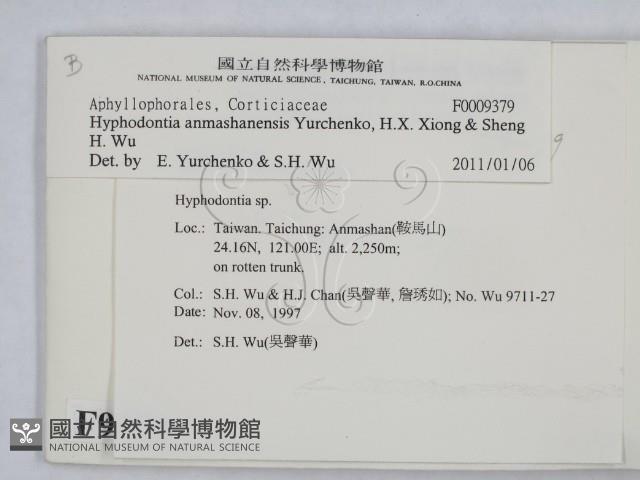 B
國立自然科學博物館
NATIONAL MUSEUM OF NATURAL SCIENCE, TAICHUNG, TAIWAN, R.O.CHINA
Aphyllophorales, Corticiaceae F0009379
Hyphodontia anmashanensis Yurchenko, H.X. Xiong & Sheng
H. Wu
Det. by E. Yurchenko & S.H. Wu 2011/01/06
9
Hyphodontia sp.
Loc.: Taiwan. Taichung: Anmashan(鞍馬山)
24.16N, 121.00E; alt. 2,250m;
on rotten trunk.
Col.: S.H. Wu & H.J. Chan(吳聲華, 詹琇如); No. Wu 9711-27
Date: Nov. 08, 1997
Det.: S.H. Wu(吳聲華)
F9
國立自然科學博物館
NATIONAL MUSEUM OF NATURAL SCIENCE